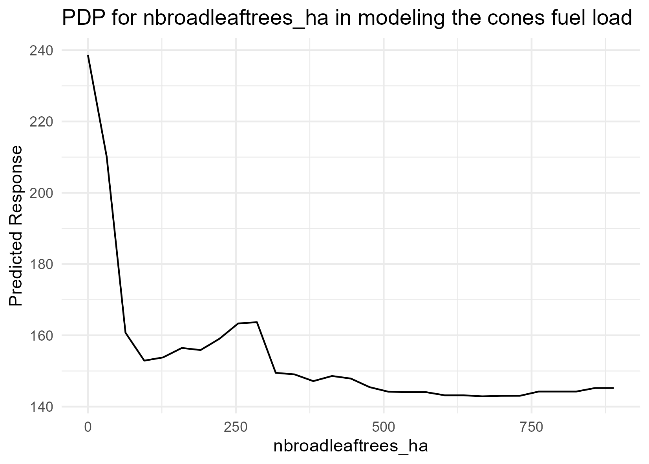 PDP for nbroadleaftrees_ha in modeling the cones fuel load
240
220
200
180
160
140
Predicted Response
0 250 500 750
nbroadleaftrees_ha